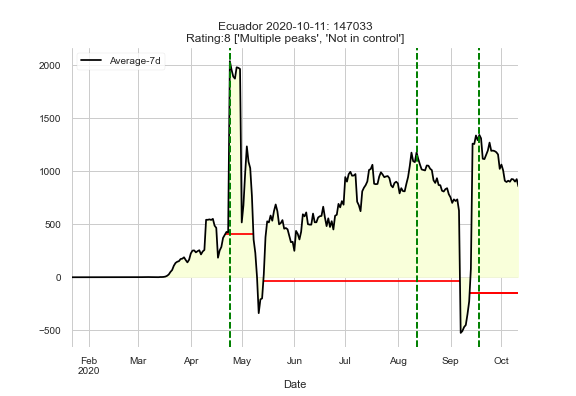 Ecuador 2020-10-11: 147033
Rating:8 ['Multiple peaks', 'Not in control']
Average-7d
2000
1500
1000
500
0
−500
Feb Mar Apr May Jun Jul Aug Sep Oct
2020
Date